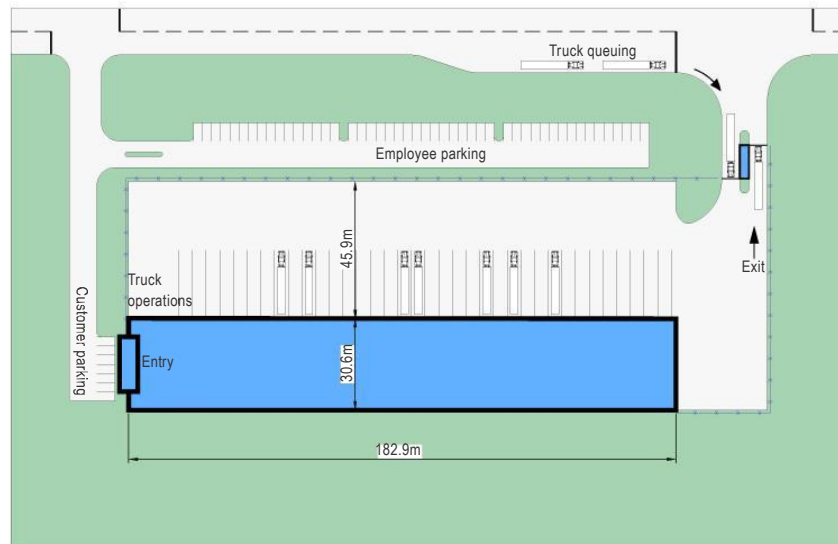 Truck queuing
Employee parking
45.9m
Exit
Truck
operations
Customer parking
Entry
30.6m
182.9m